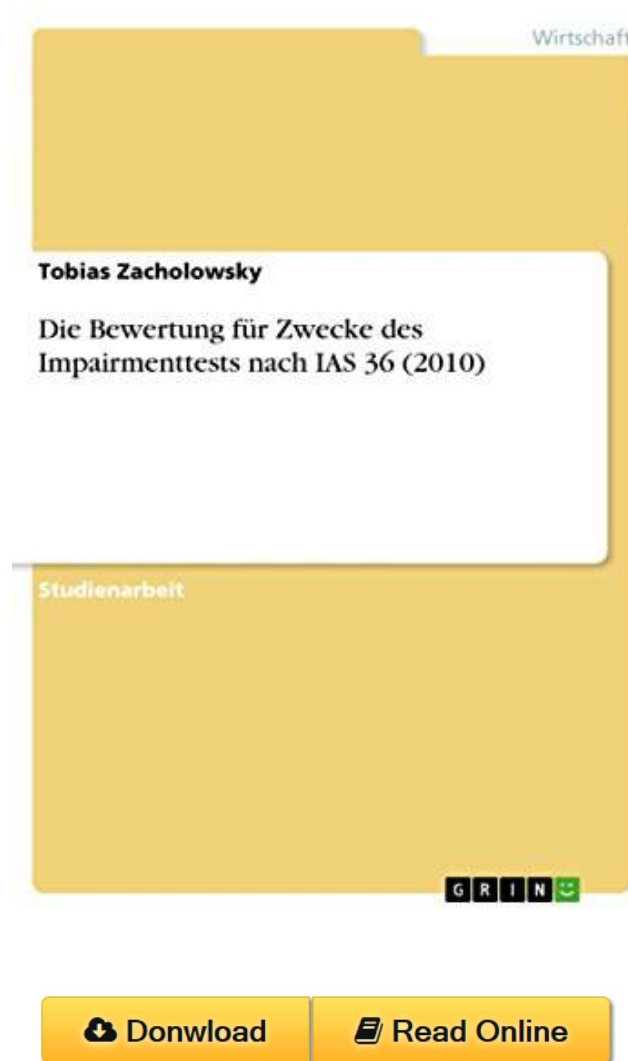 Wirtschaft
Tobias Zacholowsky
Die Bewertung für Zwecke des
Impairmenttests nach IAS 36 (2010)
Studienarbeit
GRIN
Donwload Read Online